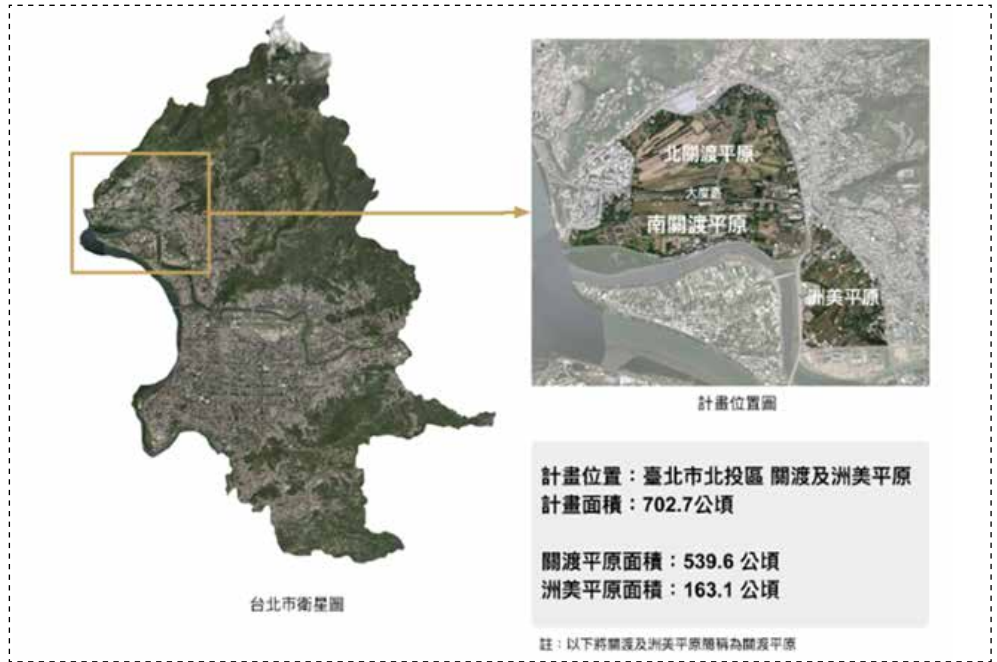 北關渡平原
大度路
南關渡平原
洲美平原
計畫位置圖
計畫位置：臺北市北投區 關渡及洲美平原
計畫面積：702.7公頃
關渡平原面積：539.6 公頃
洲美平原面積：163.1 公頃
台北市衛星圖
註：以下將關渡及洲美平原簡稱為關渡平原